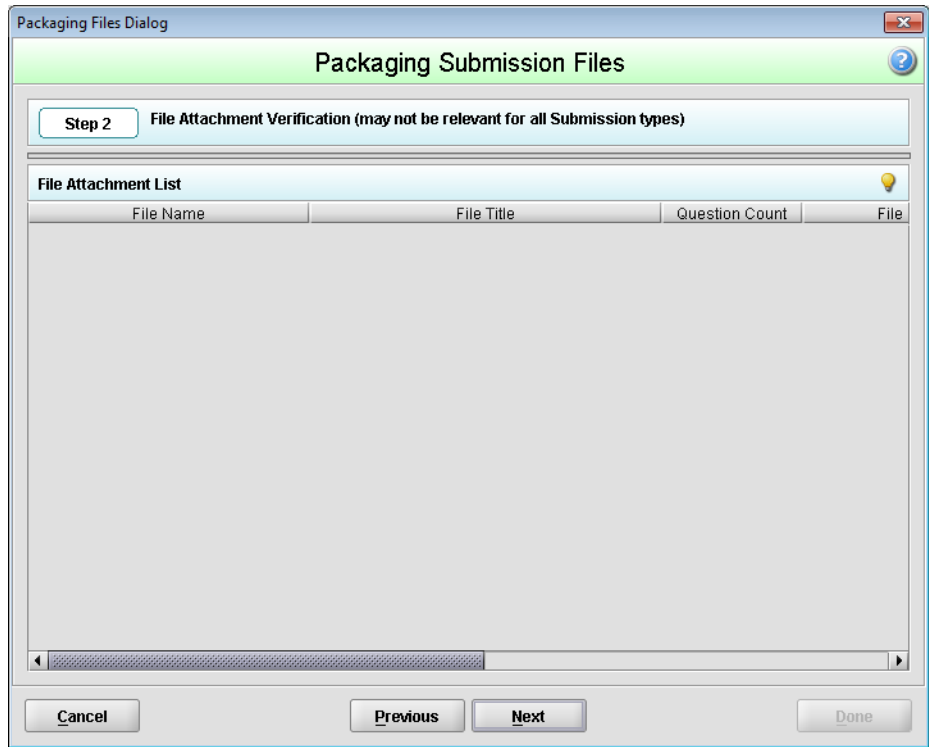 Packaging Files Dialog
Packaging Submission Files
Step 2 File Attachment Verification (may not be relevant for all Submission types)
File Attachment List
File Name File Title Question Count File
Cancel Previous Next Done